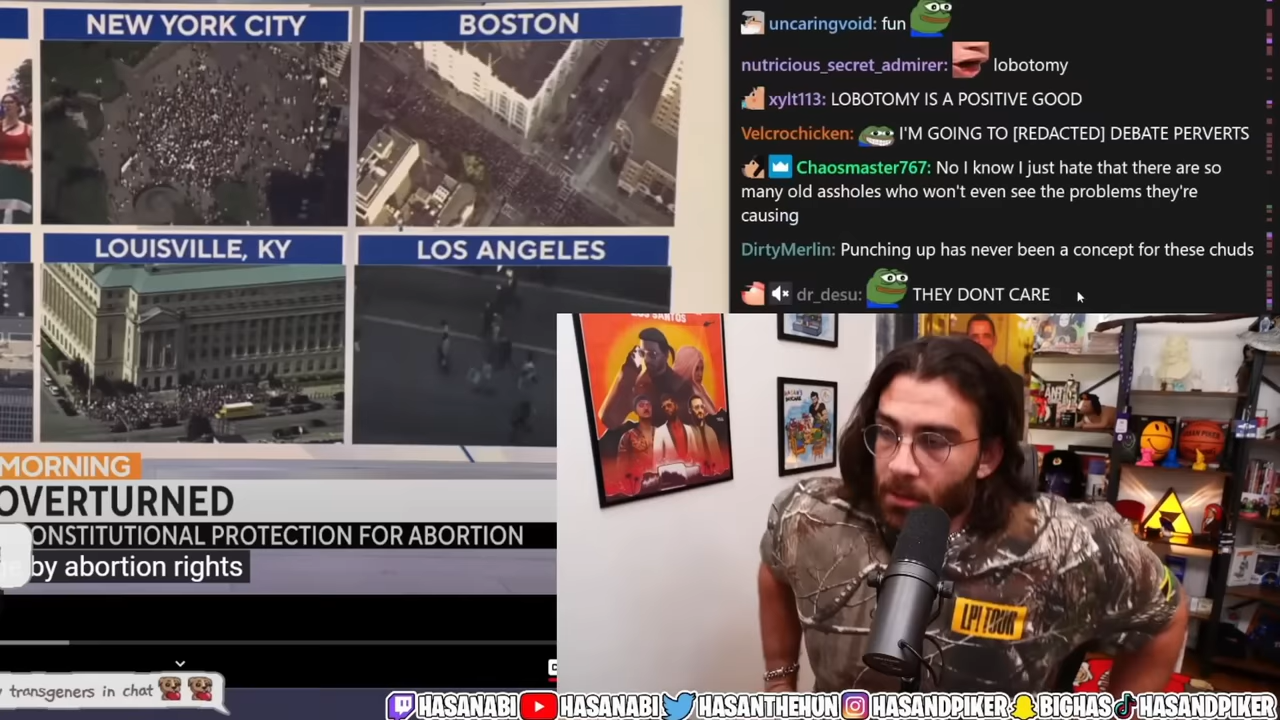 NEW YORK CITY
BOSTON
LOUISVILLE, KY
LOS ANGELES
MORNING
OVERTURNED
ONSTITUTIONAL PROTECTION FOR ABORTION
by abortion rights
transgeners in chat
uncaringvoid: fun
nutricious_secret_admirer: lobotomy
xylt113: LOBOTOMY IS A POSITIVE GOOD
Velcrochicken: I'M GOING TO [REDACTED] DEBATE PERVERTS
Chaosmaster767: No I know I just hate that there are so
many old assholes who won't even see the problems they're
causing
DirtyMerlin: Punching up has never been a concept for these chuds
dr_desu: THEY DONT CARE
LOS SANTOS
LPI TOUR
HASANABI HASANABI HASANTHEHUN HASANDPIKER BIGHAS HASANDPIKER